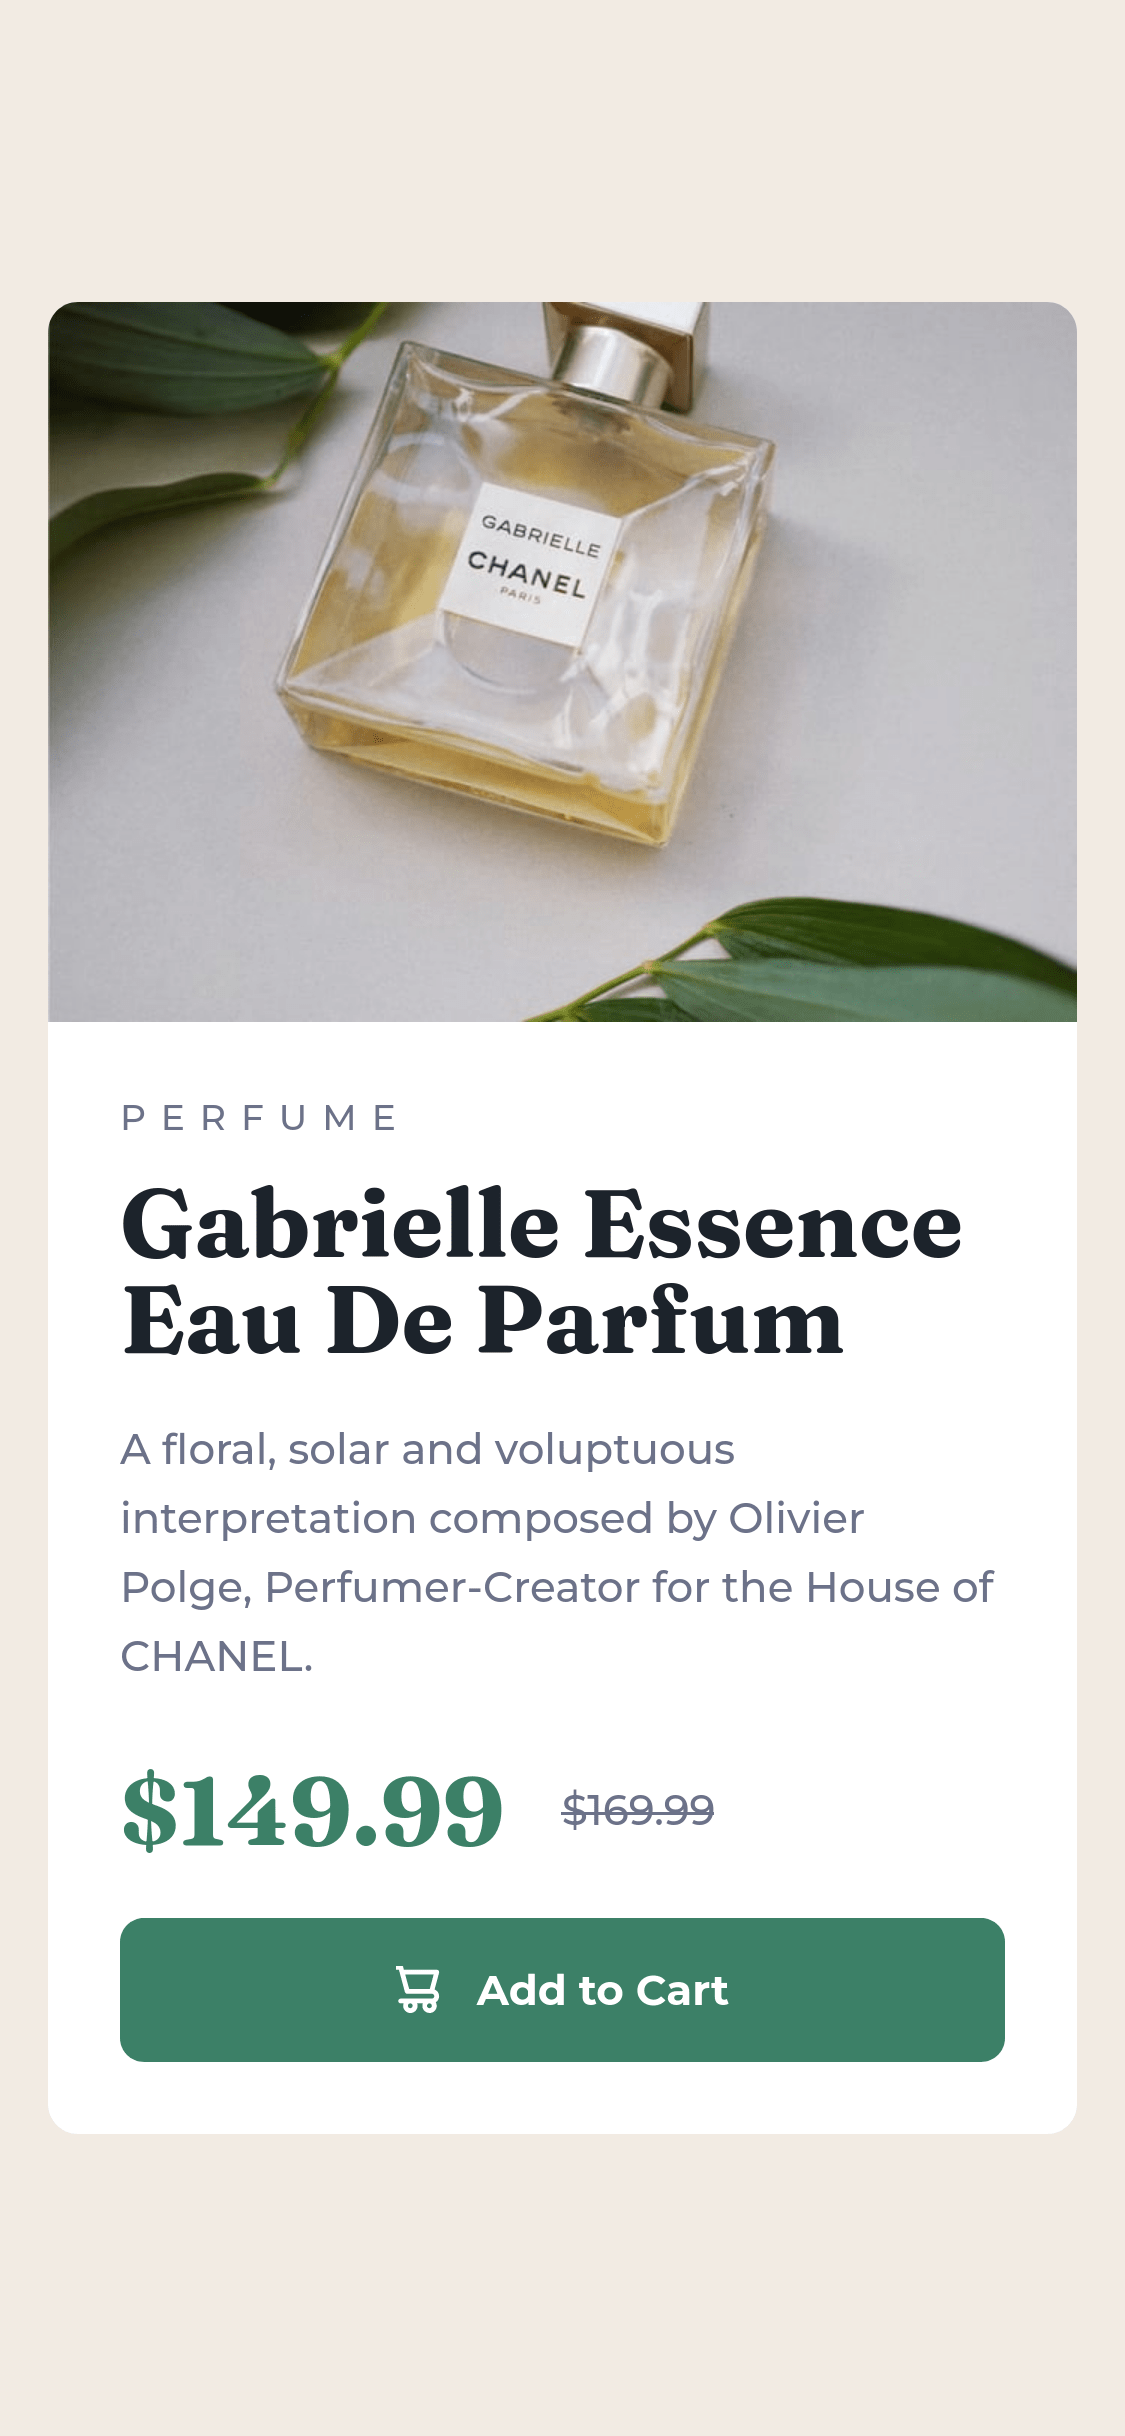 GABRIELLE
CHANEL
PARIS
PERFUME
Gabrielle Essence
Eau De Parfum
A floral, solar and voluptuous
interpretation composed by Olivier
Polge, Perfumer-Creator for the House of
CHANEL.
$149.99 $169.99
Add to Cart